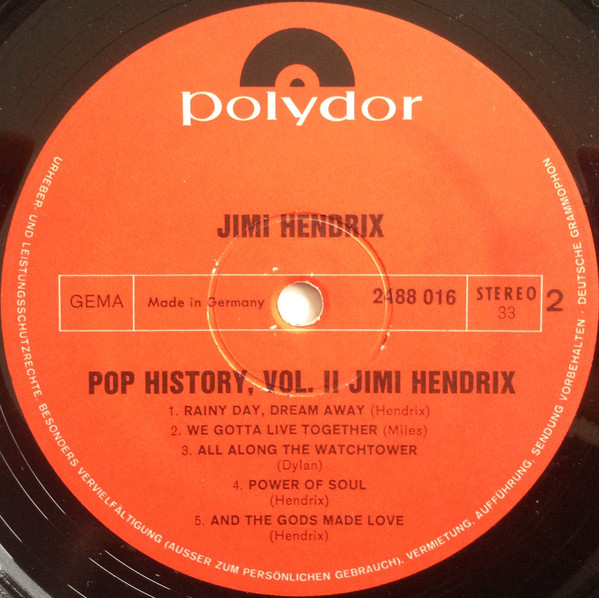 polydor
JIMI HENDRIX
GEMA
Made in Germany
2488 016
STEREO
33
2
POP HISTORY, VOL. II JIMI HENDRIX
1. RAINY DAY, DREAM AWAY (Hendrix)
2. WE GOTTA LIVE TOGETHER (Miles)
3. ALL ALONG THE WATCHTOWER
(Dylan)
4. POWER OF SOUL
(Hendrix)
5. AND THE GODS MADE LOVE
(Hendrix)
URHEBER- UND LEISTUNGSSCHUTZRECHTE, BESONDERS VERVIELFÄLTIGUNG (AUSSER ZUM PERSÖNLICHEN GEBRAUCH), VERMIETUNG, AUFFÜHRUNG, SENDUNG VORBEHALTEN · DEUTSCHE GRAMMOPHON